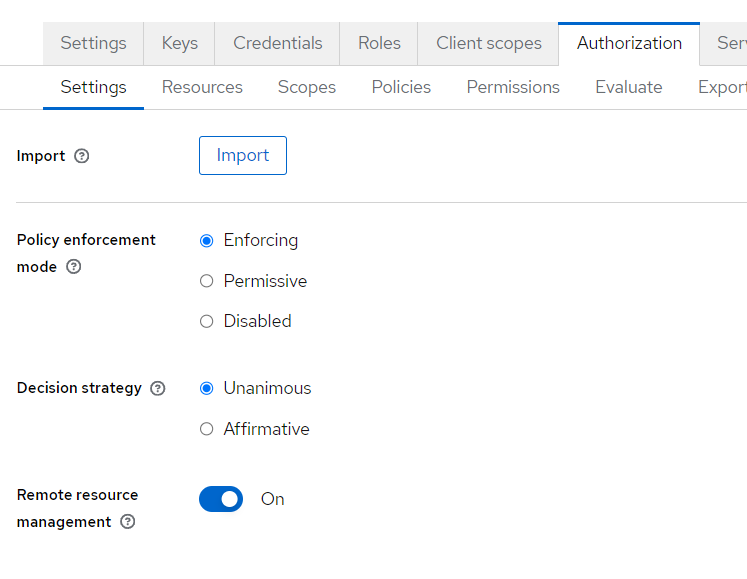 Settings Keys Credentials Roles Client scopes Authorization
Settings Resources Scopes Policies Permissions Evaluate Export
Import Import
Policy enforcement Enforcing
mode
Permissive
Disabled
Decision strategy Unanimous
Affirmative
Remote resource On
management